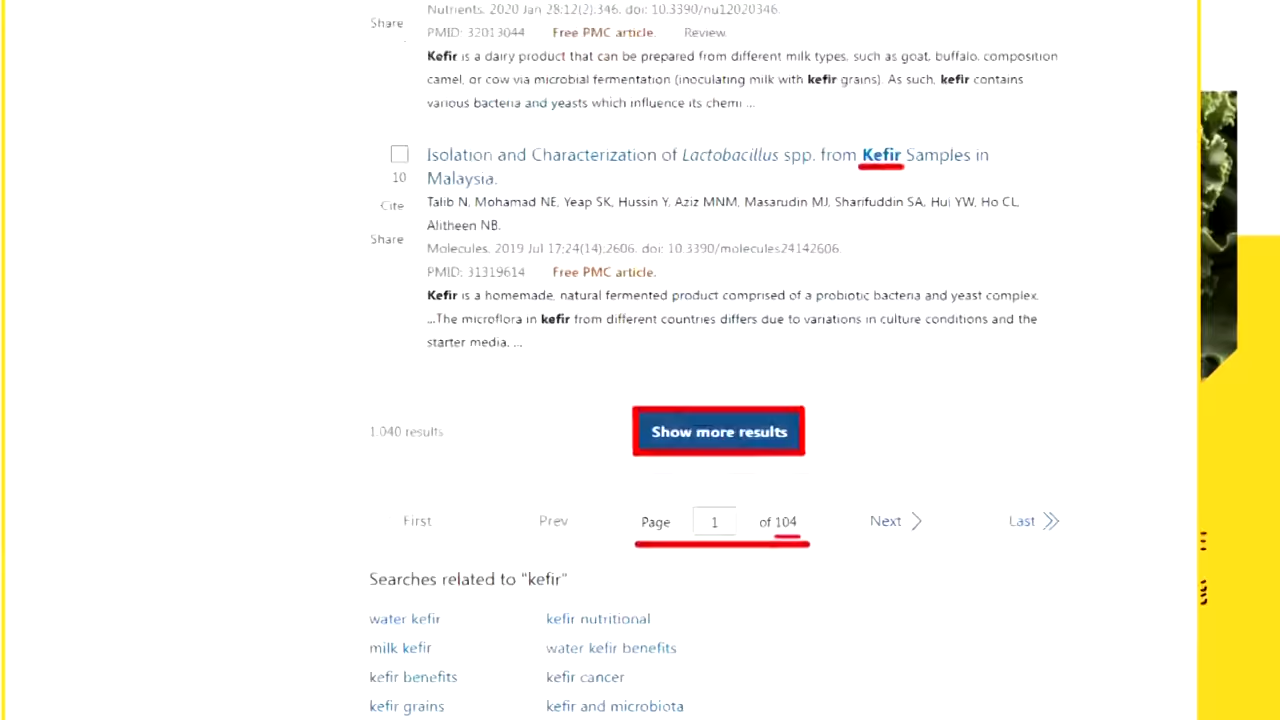 Nutrients. 2020 Jan 28;12(2):346. doi: 10.3390/nu12020346.
Share
PMID: 32013044 Free PMC article. Review.
Kefir is a dairy product that can be prepared from different milk types, such as goat, buffalo, composition
camel, or cow via microbial fermentation (inoculating milk with kefir grains). As such, kefir contains
various bacteria and yeasts which influence its chemi ...
Isolation and Characterization of Lactobacillus spp. from Kefir Samples in
Malaysia.
10
Cite
Talib N, Mohamad NE, Yeap SK, Hussin Y, Aziz MNM, Masarudin MJ, Sharifuddin SA, Hui YW, Ho CL,
Alitheen NB.
Share
Molecules. 2019 Jul 17;24(14):2606. doi: 10.3390/molecules24142606.
PMID: 31319614 Free PMC article.
Kefir is a homemade, natural fermented product comprised of a probiotic bacteria and yeast complex.
...The microflora in kefir from different countries differs due to variations in culture conditions and the
starter media. ...
1,040 results
Show more results
First Prev Page 1 of 104 Next Last
Searches related to "kefir"
water kefir kefir nutritional
milk kefir water kefir benefits
kefir benefits kefir cancer
kefir grains kefir and microbiota